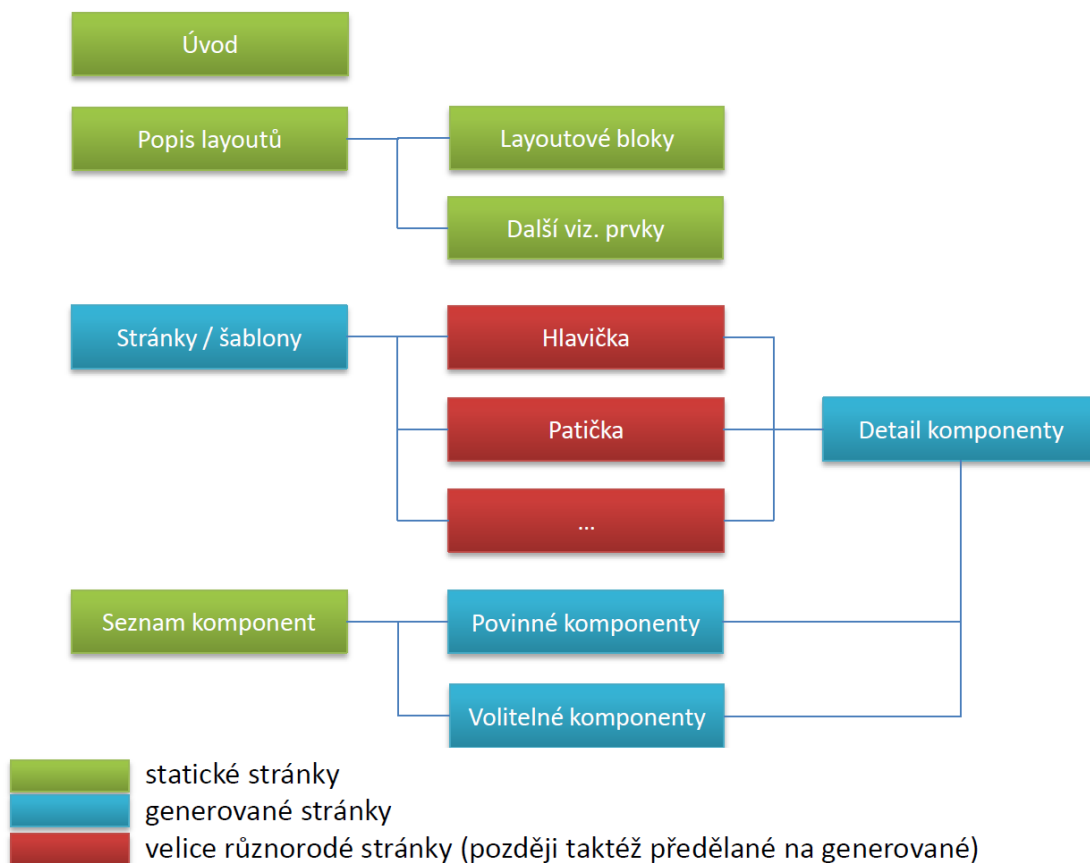 Úvod
Popis layoutů
Layoutové bloky
Další viz. prvky
Stránky / šablony
Hlavička
Patička
Detail komponenty
...
Seznam komponent
Povinné komponenty
Volitelné komponenty
statické stránky
generované stránky
velice různorodé stránky (později taktéž předělané na generované)